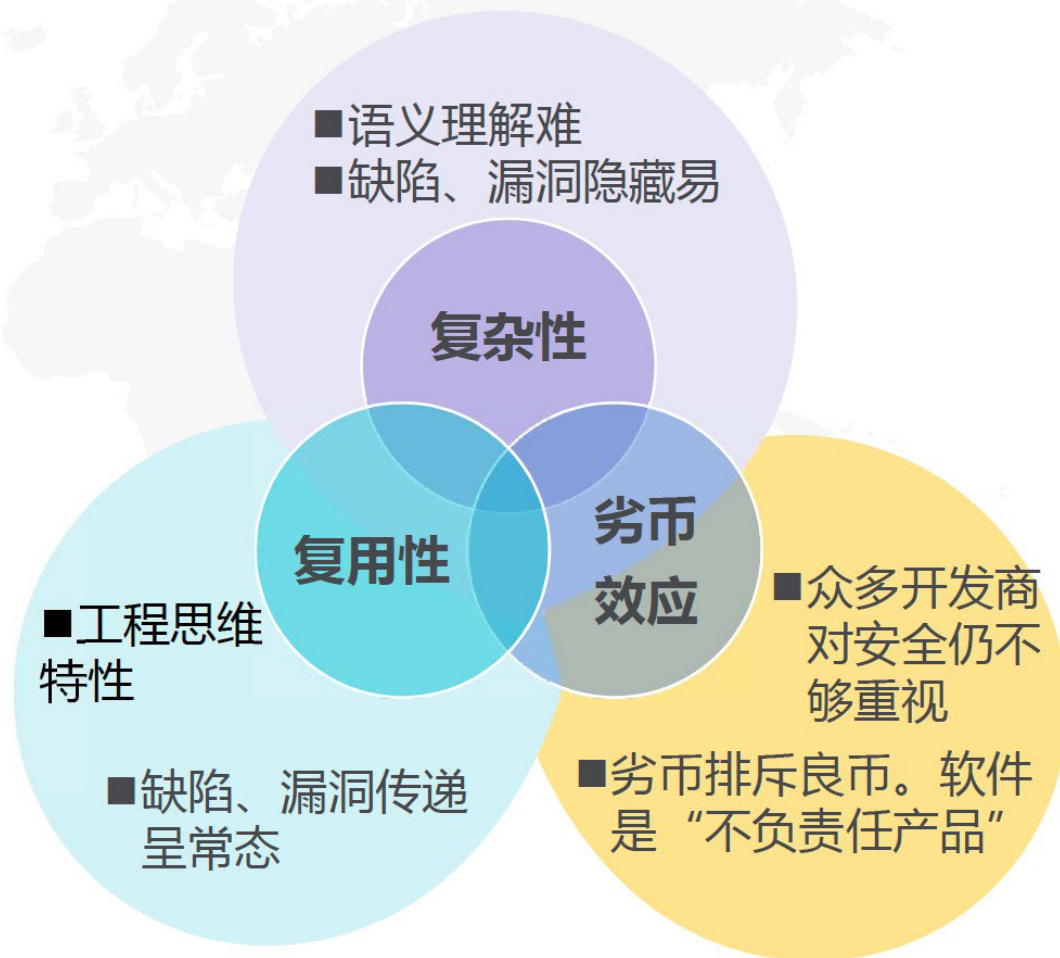 ■语义理解难
■缺陷、漏洞隐藏易
复杂性
复用性
劣币
效应
■工程思维
特性
■缺陷、漏洞传递
呈常态
■众多开发商
对安全仍不
够重视
■劣币排斥良币。软件
是“不负责任产品”